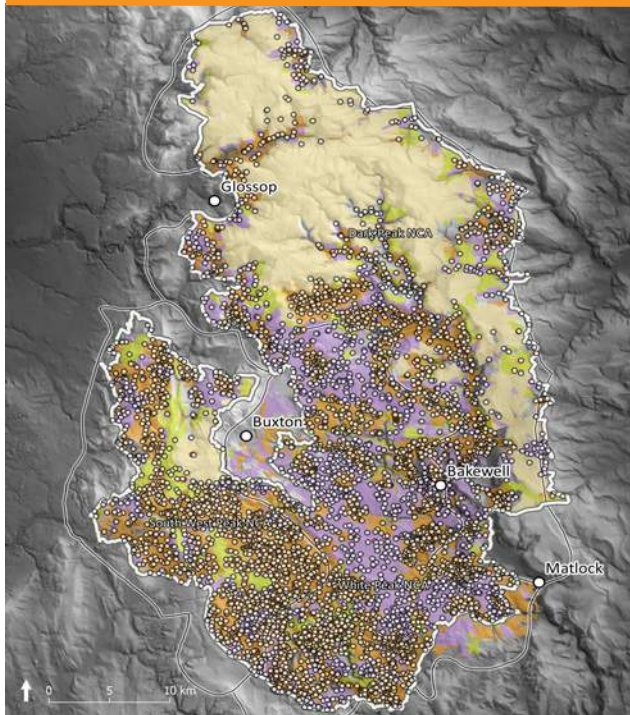 Glossop
Dark Peak NCA
Buxton
Bakewell
South West Peak NCA
Matlock
White Peak NCA
0 5 10 km